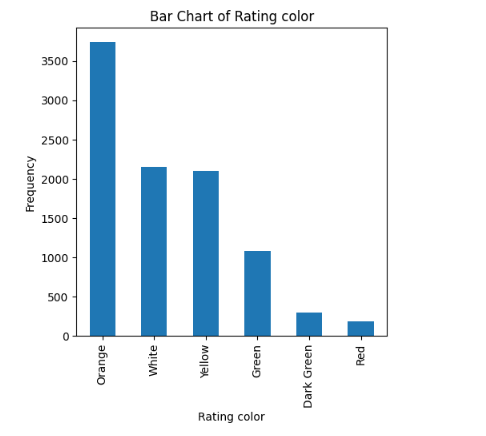 Bar Chart of Rating color
3500
3000
2500
2000
1500
1000
500
0
Frequency
Orange
White
Yellow
Green
Dark Green
Red
Rating color